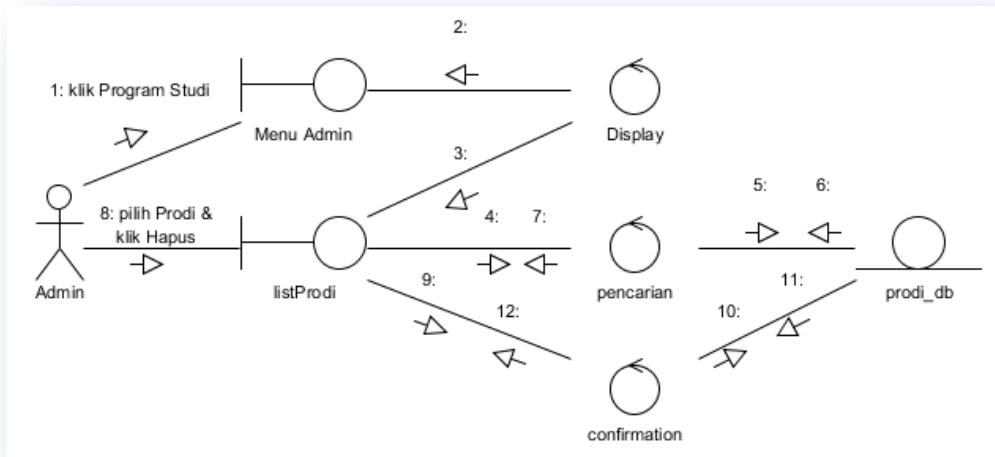 2:
1: klik Program Studi
Menu Admin
Display
3:
5:
6:
8: pilih Prodi &
klik Hapus
4:
7:
Admin
listProdi
pencarian
prodi_db
9:
11:
12:
10:
confirmation